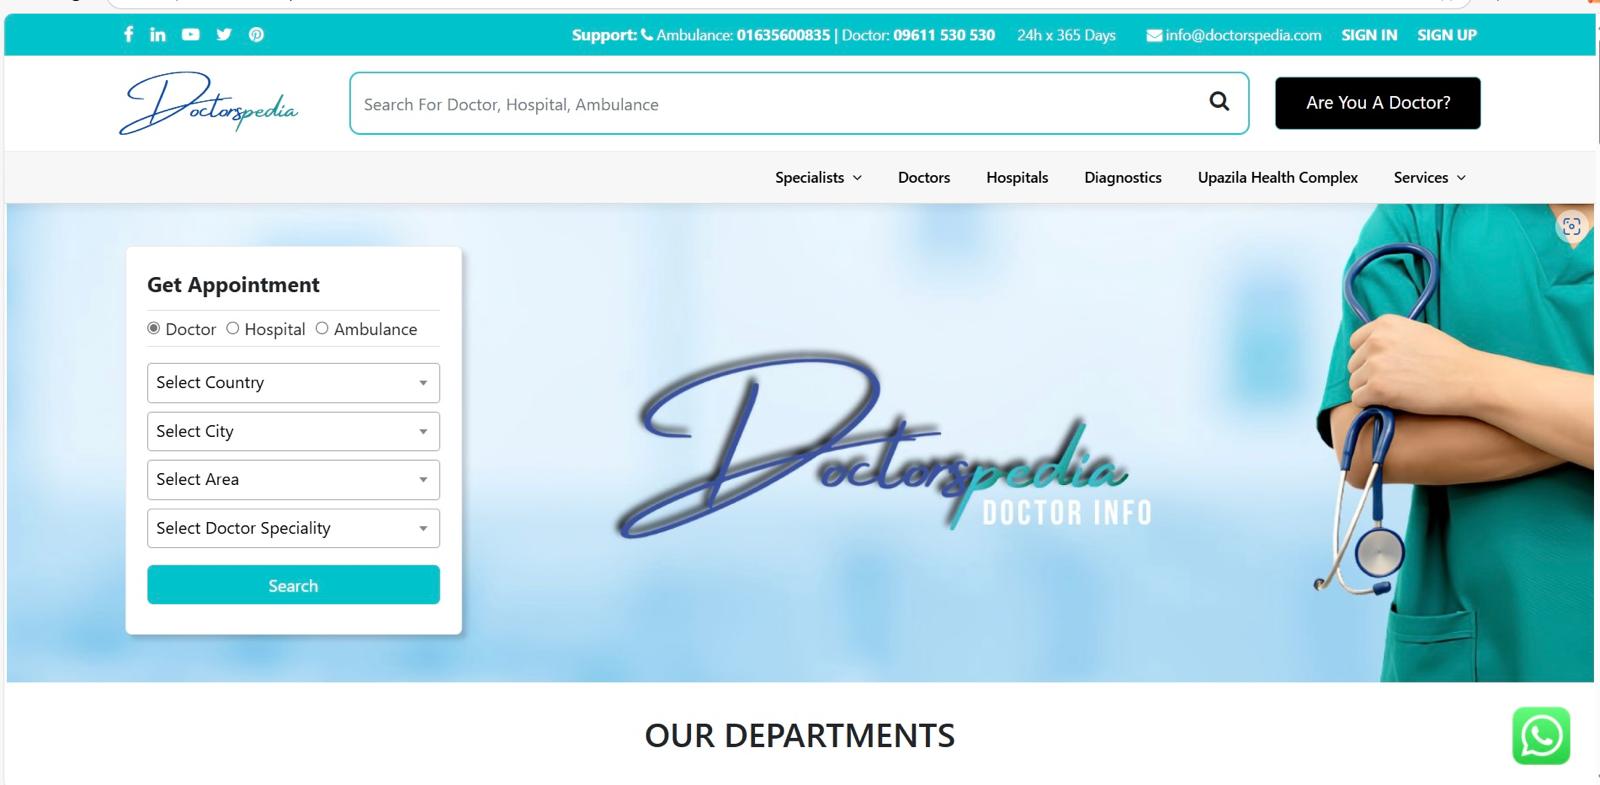 Support: Ambulance: 01635600835 | Doctor: 09611 530 530 24h x 365 Days info@doctorspedia.com SIGN IN SIGN UP
Doctorspedia
Search For Doctor, Hospital, Ambulance
Are You A Doctor?
Specialists Doctors Hospitals Diagnostics Upazila Health Complex Services
Get Appointment
Doctor Hospital Ambulance
Select Country
Select City
Select Area
Select Doctor Speciality
Search
Doctorspedia
DOCTOR INFO
OUR DEPARTMENTS